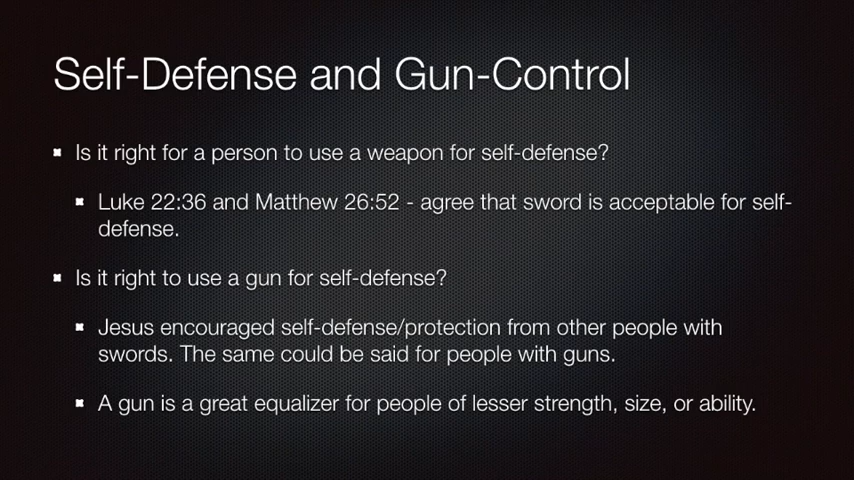 Self-Defense and Gun-Control
Is it right for a person to use a weapon for self-defense?
Luke 22:36 and Matthew 26:52 - agree that sword is acceptable for self-
defense.
Is it right to use a gun for self-defense?
Jesus encouraged self-defense/protection from other people with
swords. The same could be said for people with guns.
A gun is a great equalizer for people of lesser strength, size, or ability.